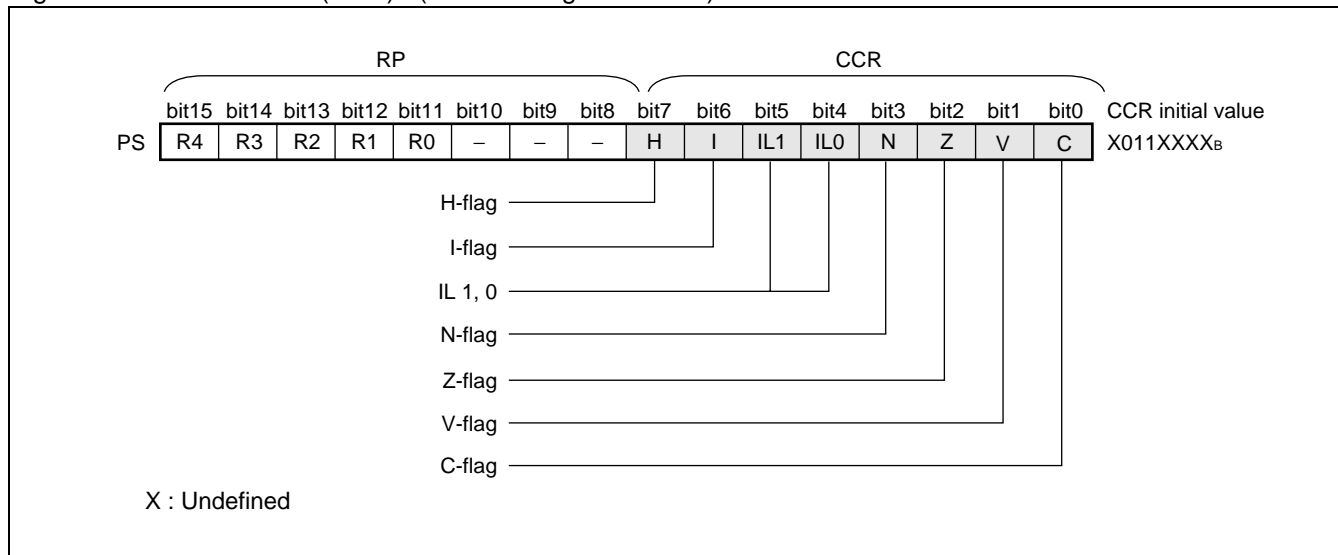 RP CCR
bit15 bit14 bit13 bit12 bit11 bit10 bit9 bit8 bit7 bit6 bit5 bit4 bit3 bit2 bit1 bit0 CCR initial value
PS R4 R3 R2 R1 R0 – – – H I IL1 IL0 N Z V C X011XXXXB
H-flag
I-flag
IL 1, 0
N-flag
Z-flag
V-flag
C-flag
X : Undefined